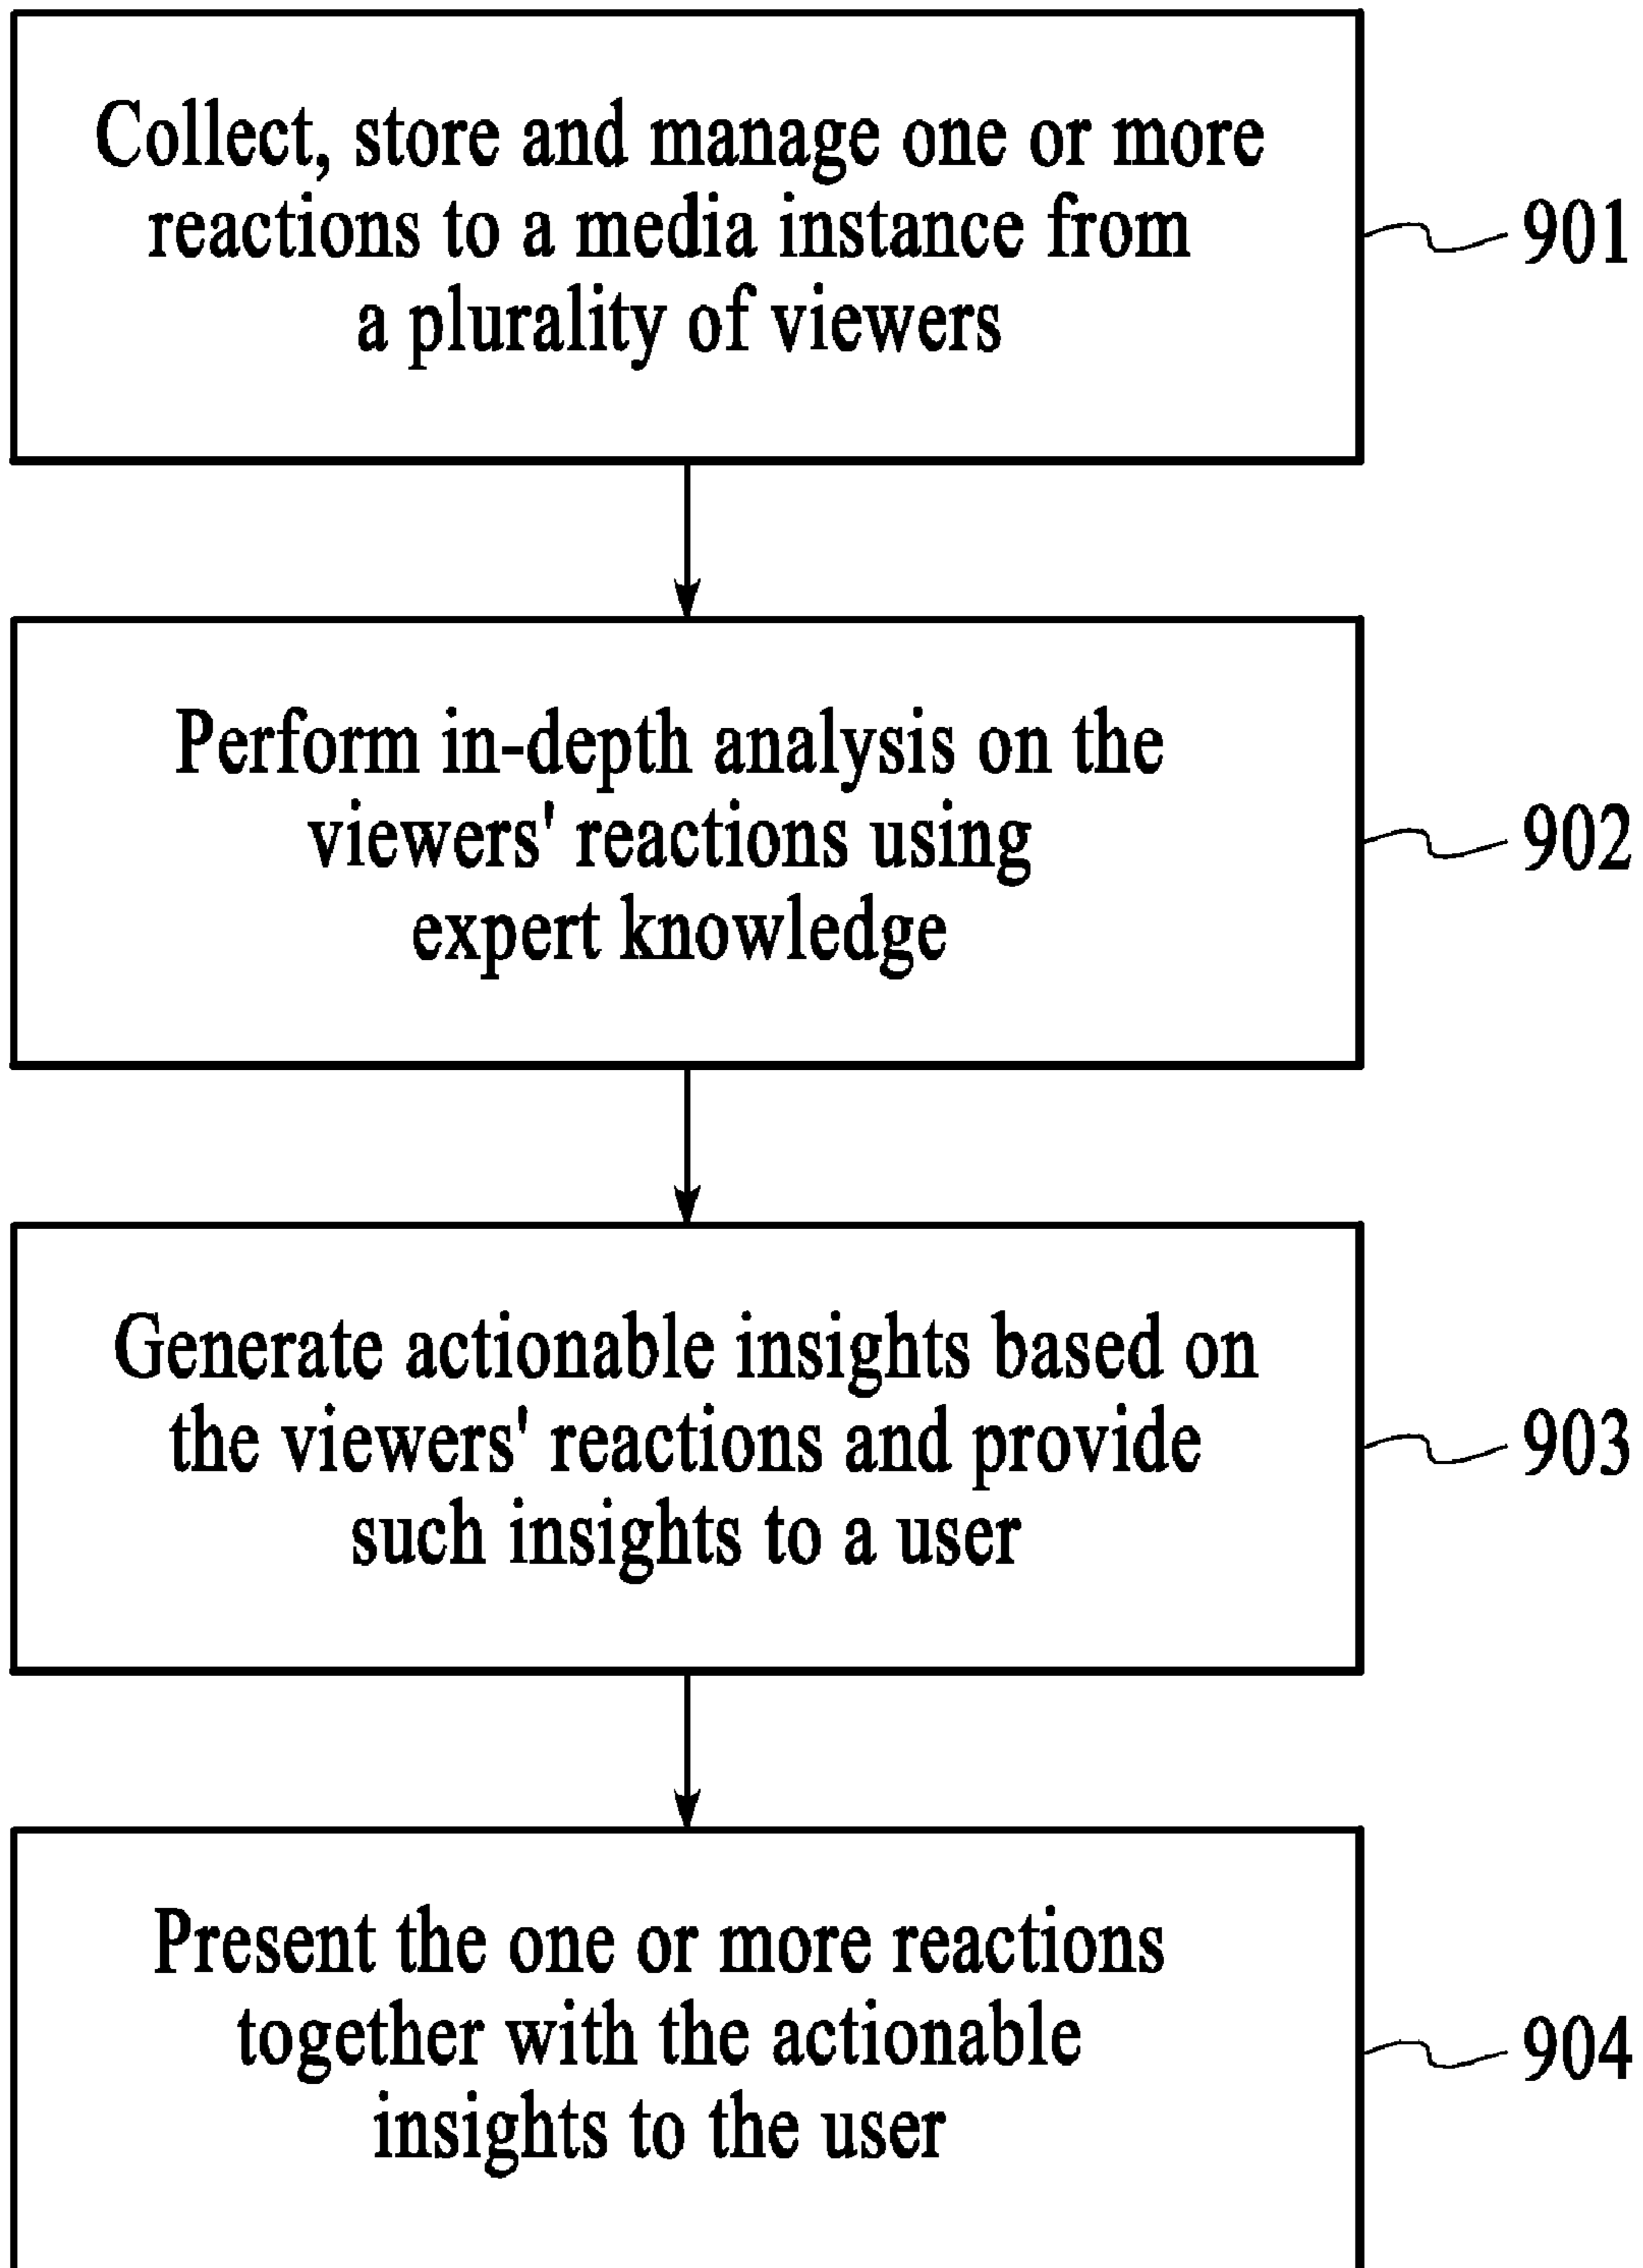 Collect, store and manage one or more
reactions to a media instance from
a plurality of viewers
901
Perform in-depth analysis on the
viewers' reactions using
expert knowledge
902
Generate actionable insights based on
the viewers' reactions and provide
such insights to a user
903
Present the one or more reactions
together with the actionable
insights to the user
904